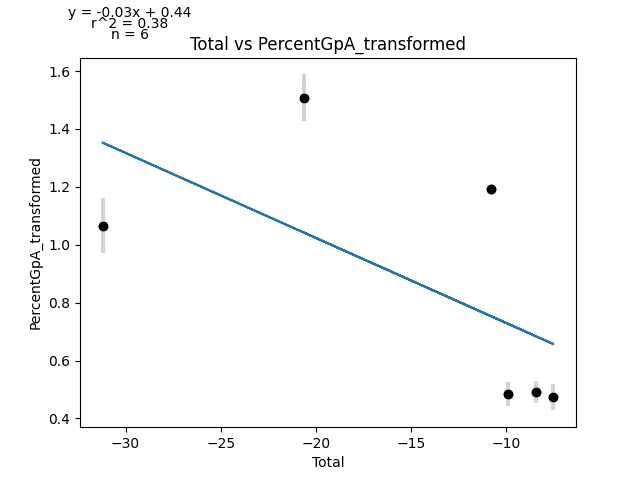 y = -0.03x + 0.44
r^2 = 0.38
n = 6
Total vs PercentGpA_transformed
1.6
1.4
1.2
1.0
0.8
0.6
0.4
PercentGpA_transformed
−30
−25
−20
−15
−10
Total